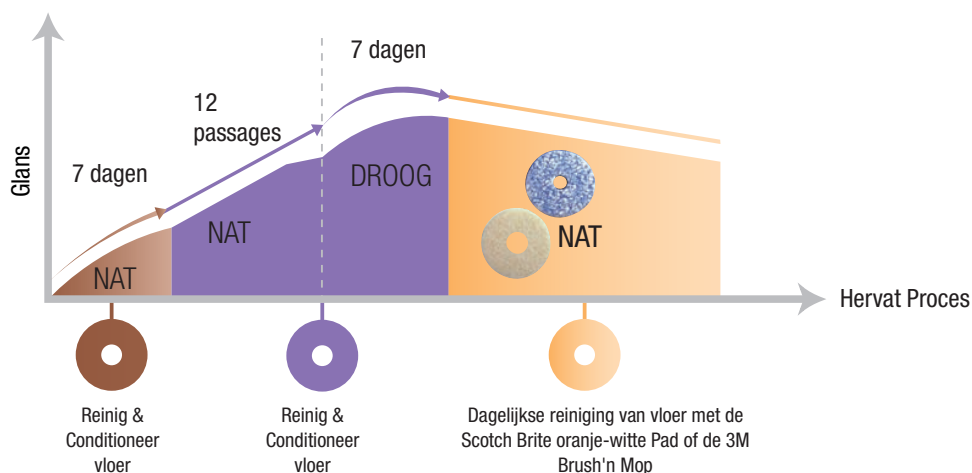 7 dagen
12
passages
7 dagen
Glans
DROOG
NAT
NAT
NAT
Hervat Proces
Reinig &
Conditioneer
vloer
Reinig &
Conditioneer
vloer
Dagelijkse reiniging van vloer met de
Scotch Brite oranje-witte Pad of de 3M
Brush'n Mop